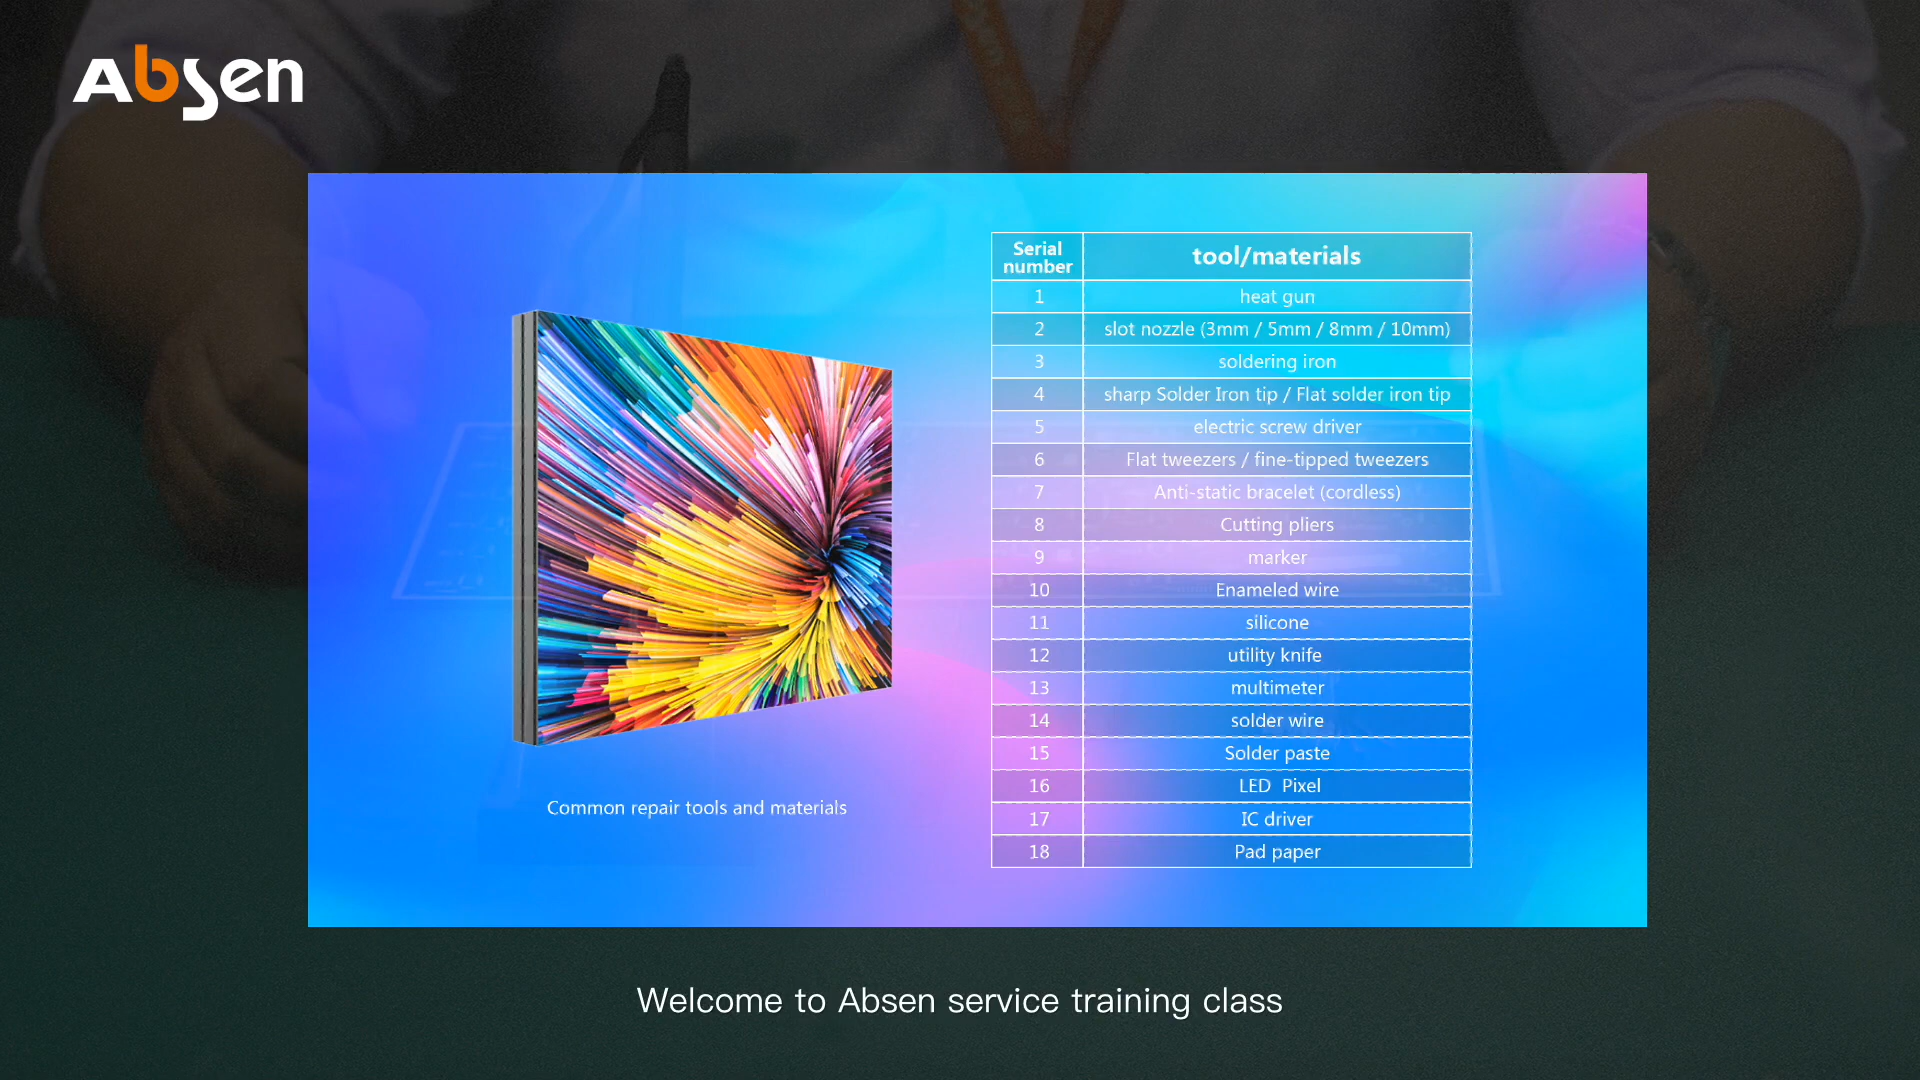 Absen
Serial number tool/materials
1 heat gun
2 slot nozzle (3mm / 5mm / 8mm / 10mm)
3 soldering iron
4 sharp Solder Iron tip / Flat solder iron tip
5 electric screw driver
6 Flat tweezers / fine-tipped tweezers
7 Anti-static bracelet (cordless)
8 Cutting pliers
9 marker
10 Enameled wire
11 silicone
12 utility knife
13 multimeter
14 solder wire
15 Solder paste
16 LED Pixel
17 IC driver
18 Pad paper
Common repair tools and materials
Welcome to Absen service training class